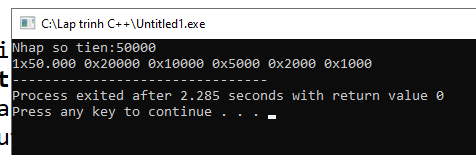 C:\Lap trinh C++\Untitled1.exe
Nhap so tien:50000
1x50.000 0x20000 0x10000 0x5000 0x2000 0x1000
--------------------------------
Process exited after 2.285 seconds with return value 0
Press any key to continue . . .